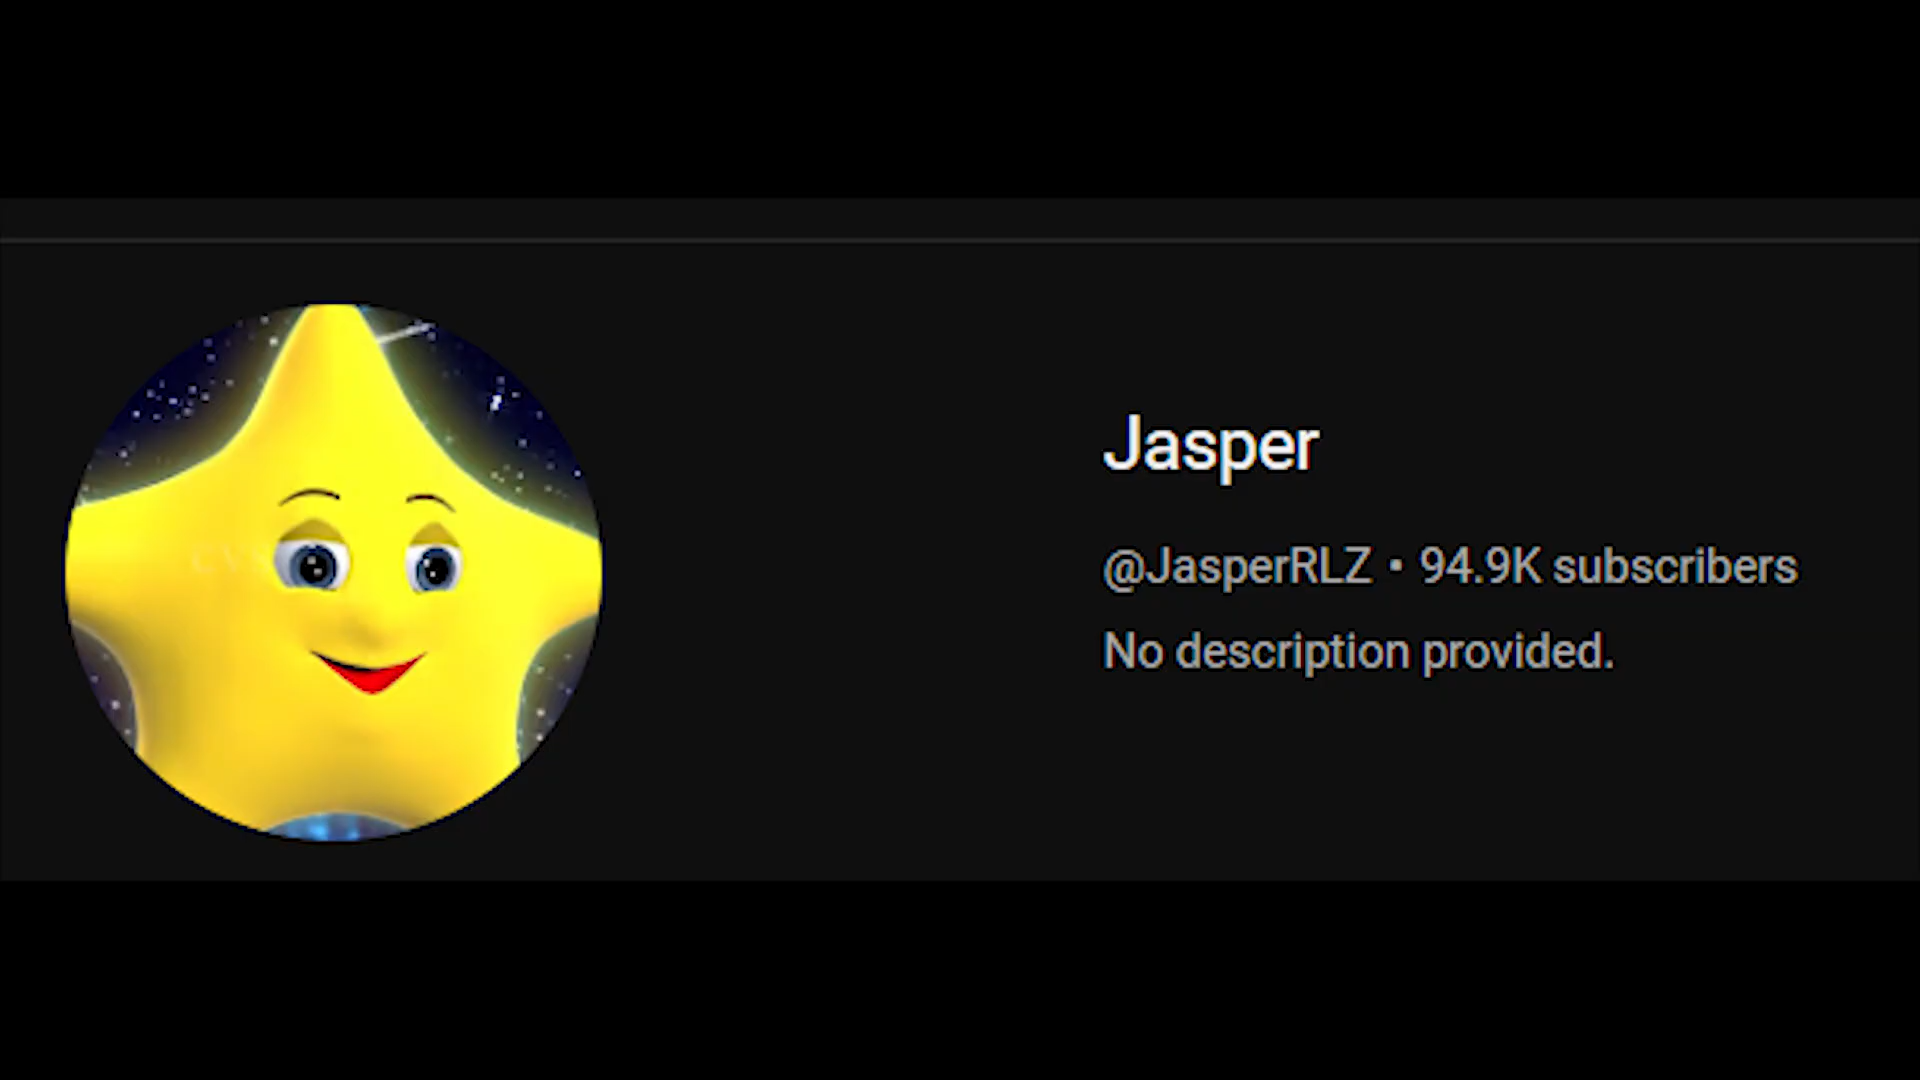 Jasper
@JasperRLZ • 94.9K subscribers
No description provided.